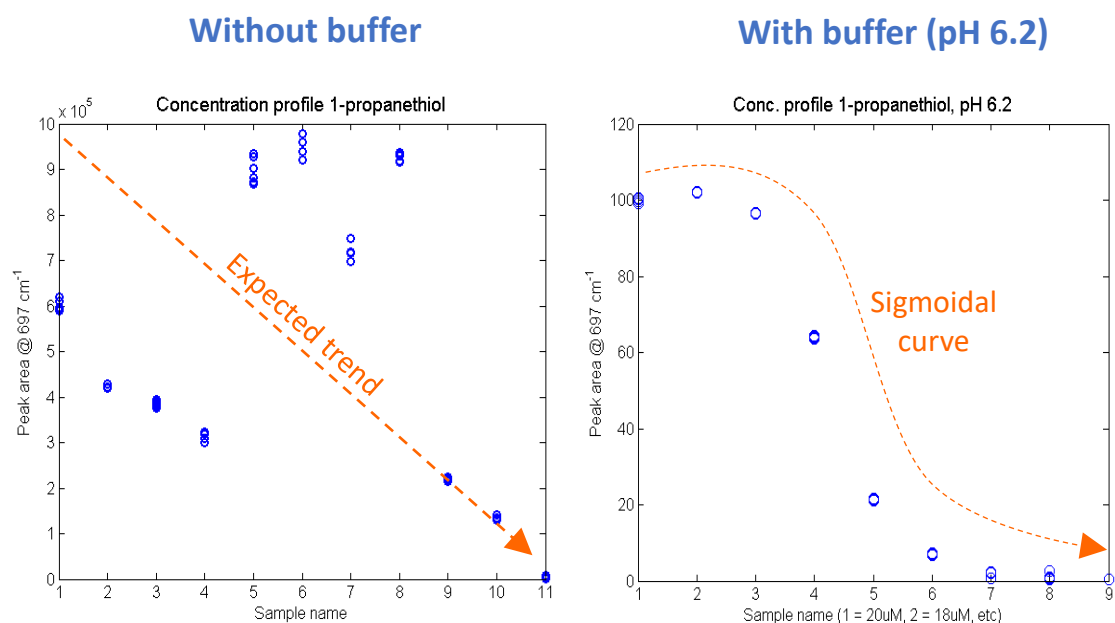 Without buffer
With buffer (pH 6.2)
× 10⁵
Concentration profile 1-propanethiol
10
9
8
7
6
5
4
3
2
1
0
Peak area @ 697 cm⁻¹
Expected trend
1 2 3 4 5 6 7 8 9 10 11
Sample name
Conc. profile 1-propanethiol, pH 6.2
120
100
80
60
40
20
0
Peak area @ 697 cm⁻¹
Sigmoidal
curve
1 2 3 4 5 6 7 8 9
Sample name (1 = 20uM, 2 = 18uM, etc)